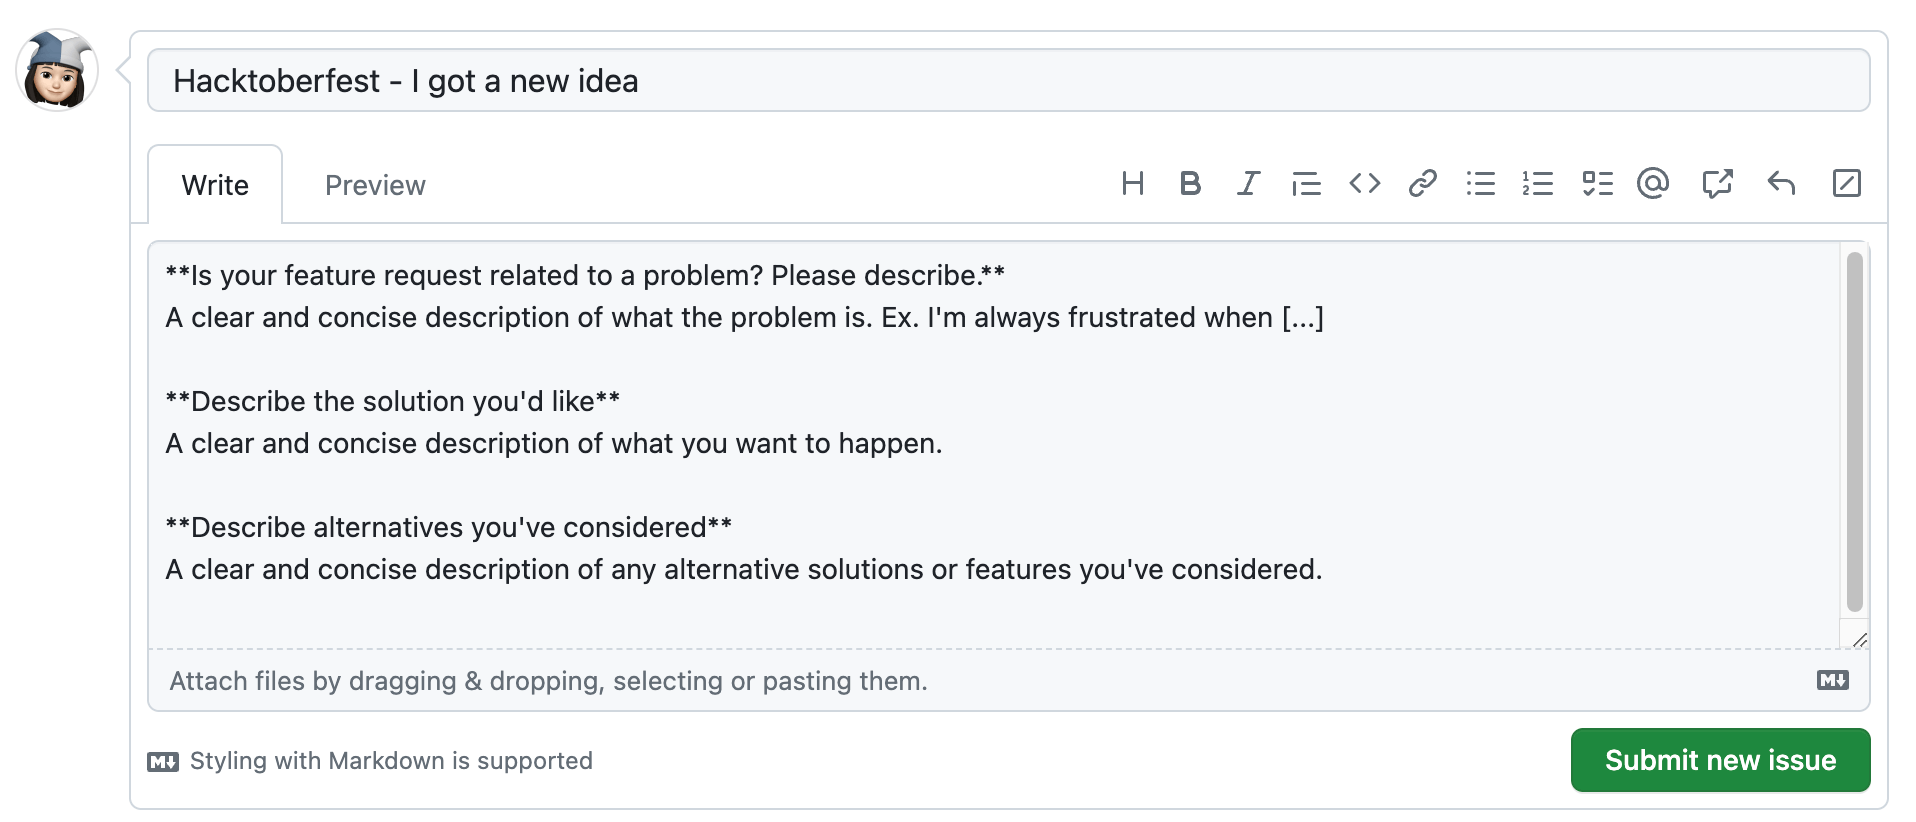 Hacktoberfest - I got a new idea
Write
Preview
**Is your feature request related to a problem? Please describe.**
A clear and concise description of what the problem is. Ex. I'm always frustrated when [...]
**Describe the solution you'd like**
A clear and concise description of what you want to happen.
**Describe alternatives you've considered**
A clear and concise description of any alternative solutions or features you've considered.
Attach files by dragging & dropping, selecting or pasting them.
Styling with Markdown is supported
Submit new issue